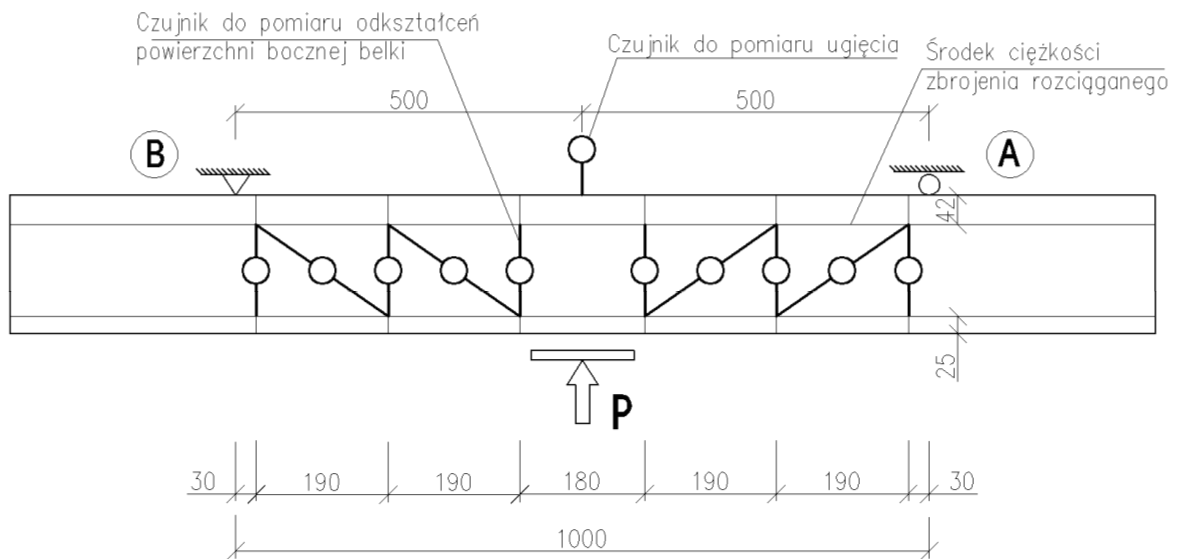 Czujnik do pomiaru odkształceń
powierzchni bocznej belki
Czujnik do pomiaru ugięcia
Środek ciężkości
zbrojenia rozciąganego
500
500
B
A
42
25
P
30
190
190
180
190
190
30
1000